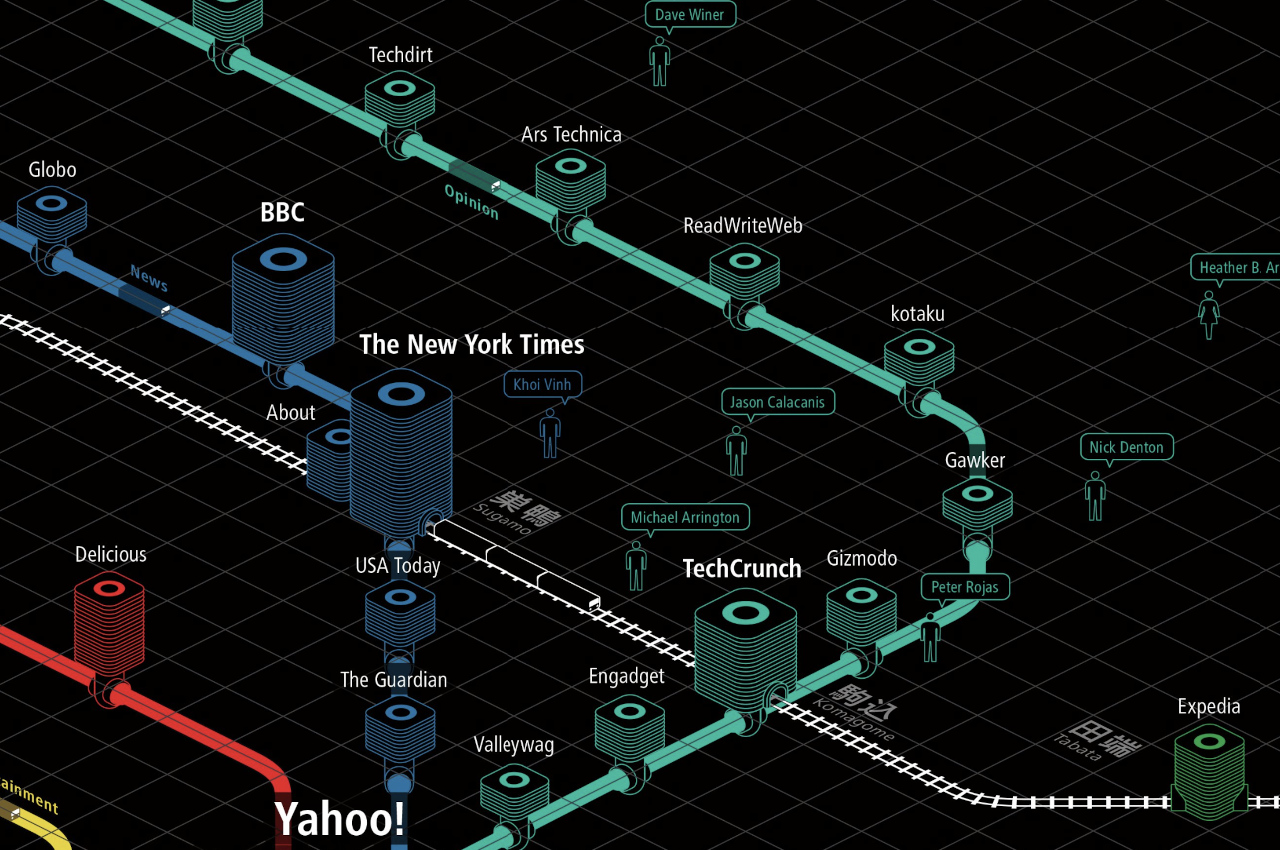 Dave Winer
Techdirt
Ars Technica
Globo
Opinion
BBC
ReadWriteWeb
News
Heather B. Ar
kotaku
The New York Times
Khoi Vinh
Jason Calacanis
About
Nick Denton
Gawker
巣鴨
Sugamo
Michael Arrington
Delicious
USA Today
TechCrunch
Gizmodo
Peter Rojas
The Guardian
Engadget
駒込
Komagome
Expedia
田端
Tabata
Valleywag
ainment
Yahoo!